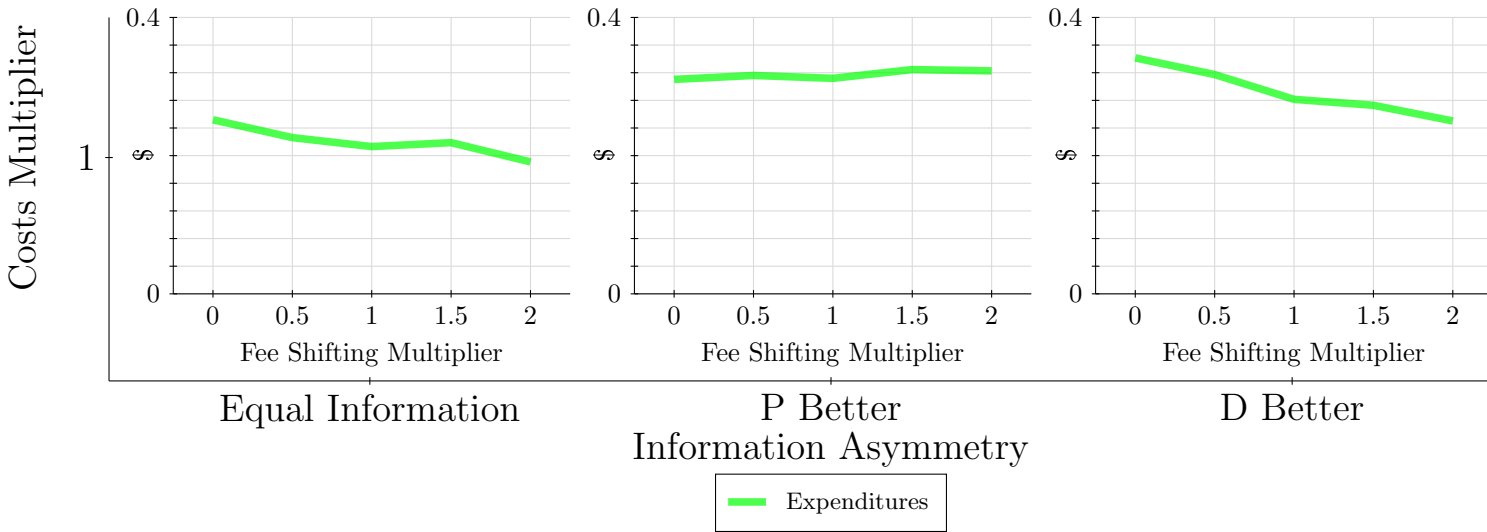 Costs Multiplier
1
0.4
$
0
0 0.5 1 1.5 2
Fee Shifting Multiplier
0.4
$
0
0 0.5 1 1.5 2
Fee Shifting Multiplier
0.4
$
0
0 0.5 1 1.5 2
Fee Shifting Multiplier
Equal Information
P Better
D Better
Information Asymmetry
Expenditures